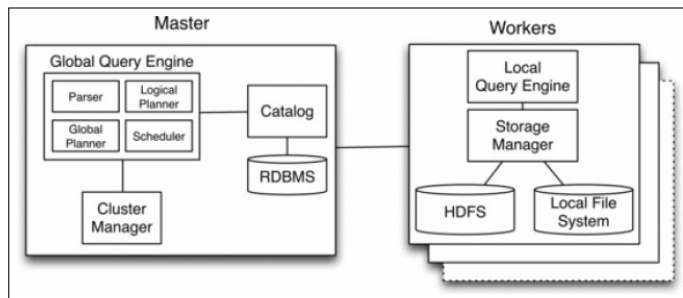 Master
Workers
Global Query Engine
Parser
Logical
Planner
Global
Planner
Scheduler
Catalog
RDBMS
Cluster
Manager
Local
Query Engine
Storage
Manager
HDFS
Local File
System